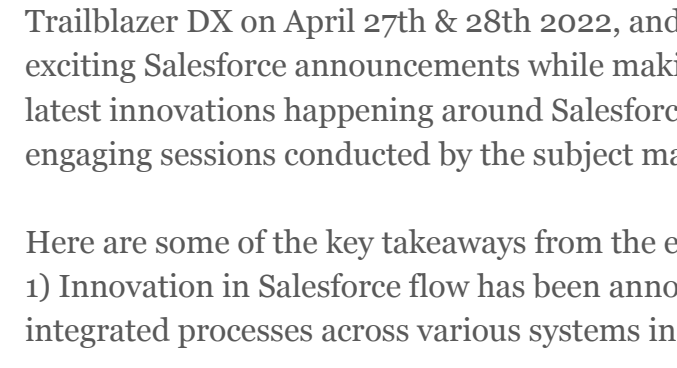 Trailblazer DX on April 27th & 28th 2022, and
exciting Salesforce announcements while maki
latest innovations happening around Salesforc
engaging sessions conducted by the subject ma
Here are some of the key takeaways from the e
1) Innovation in Salesforce flow has been anno
integrated processes across various systems in